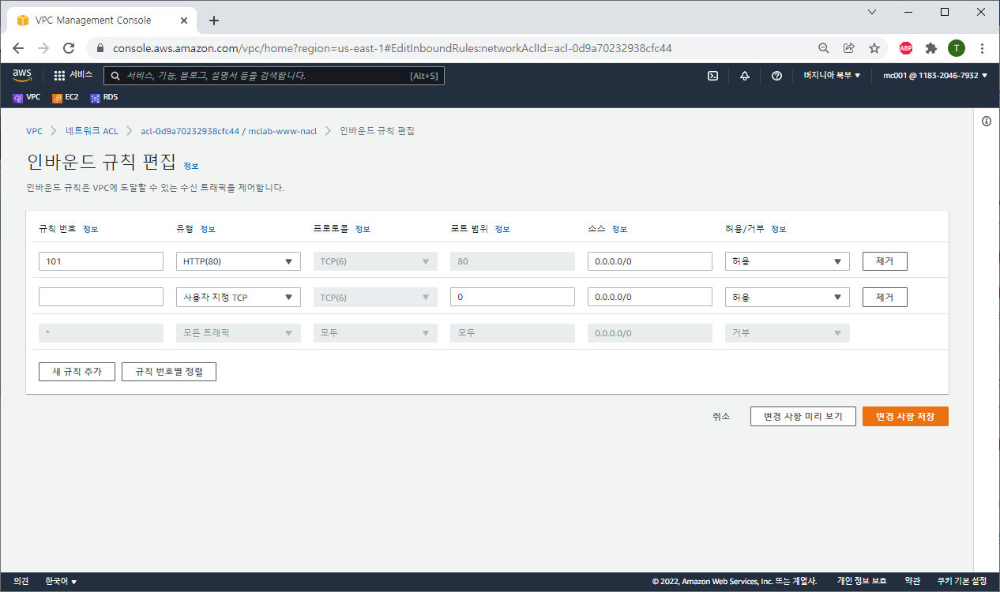 VPC Management Console
console.aws.amazon.com/vpc/home?region=us-east-1#EditInboundRules:networkAclId=acl-0d9a70232938cfc44
ABP
T
aws
서비스
서비스, 기능, 블로그, 설명서 등을 검색합니다.
[Alt+S]
버지니아 북부
mc001 @ 1183-2046-7932
VPC
EC2
RDS
VPC
네트워크 ACL
acl-0d9a70232938cfc44 / mclab-www-nacl
인바운드 규칙 편집
인바운드 규칙 편집 정보
인바운드 규칙은 VPC에 도달할 수 있는 수신 트래픽을 제어합니다.
규칙 번호 정보 유형 정보 프로토콜 정보 포트 범위 정보 소스 정보 허용/거부 정보
101 HTTP(80) TCP(6) 80 0.0.0.0/0 허용 제거
사용자 지정 TCP TCP(6) 0 0.0.0.0/0 허용 제거
* 모든 트래픽 모두 모두 0.0.0.0/0 거부
새 규칙 추가 규칙 번호별 정렬
취소 변경 사항 미리 보기 변경 사항 저장
의견 한국어 © 2022, Amazon Web Services, Inc. 또는 계열사. 개인 정보 보호 약관 쿠키 기본 설정